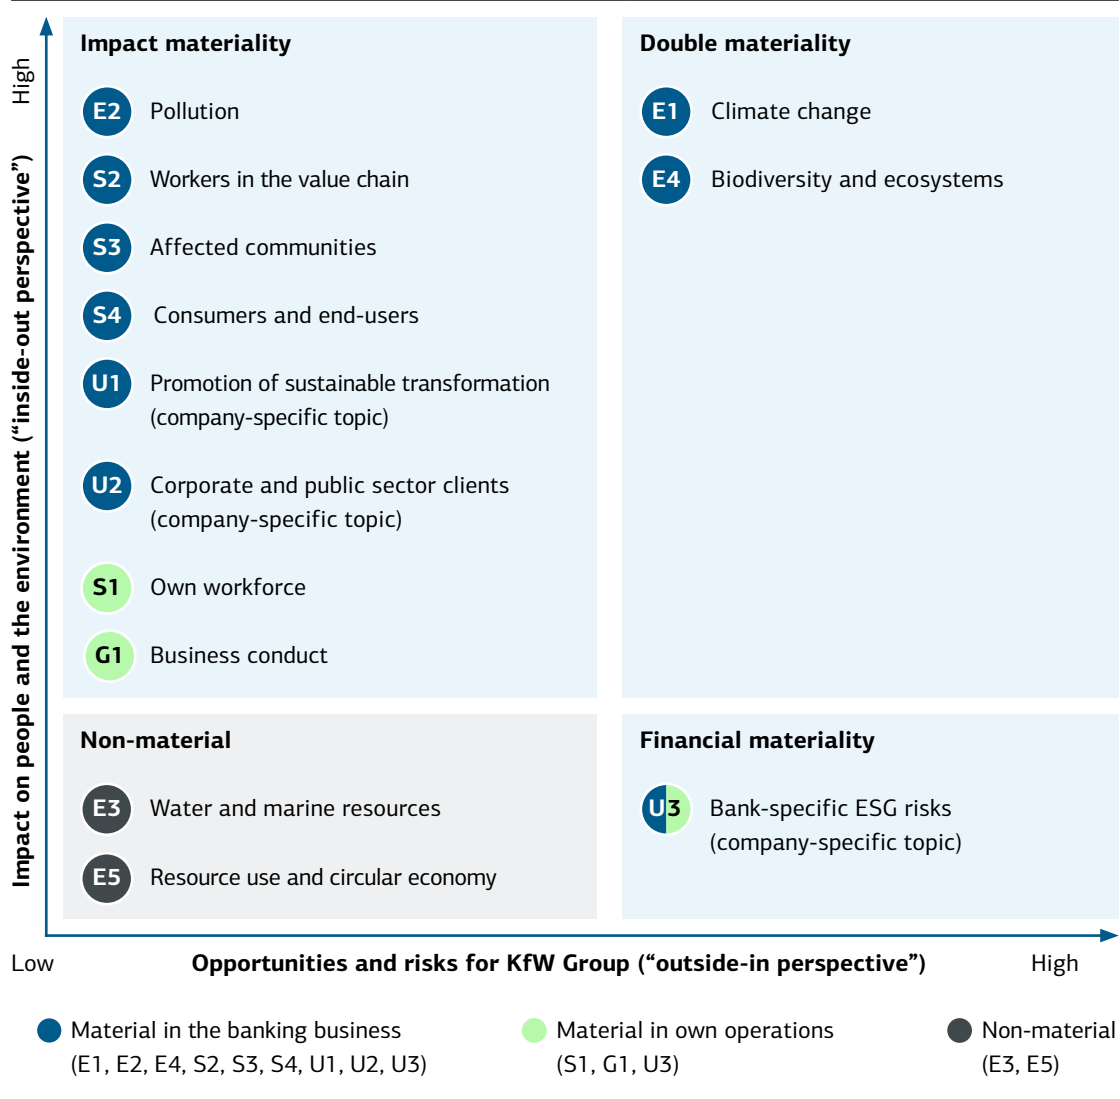 High
Impact on people and the environment (“inside-out perspective”)
Impact materiality
E2 Pollution
S2 Workers in the value chain
S3 Affected communities
S4 Consumers and end-users
U1 Promotion of sustainable transformation
(company-specific topic)
U2 Corporate and public sector clients
(company-specific topic)
S1 Own workforce
G1 Business conduct
Double materiality
E1 Climate change
E4 Biodiversity and ecosystems
Non-material
E3 Water and marine resources
E5 Resource use and circular economy
Financial materiality
U3 Bank-specific ESG risks
(company-specific topic)
Low
Opportunities and risks for KfW Group (“outside-in perspective”)
High
Material in the banking business
(E1, E2, E4, S2, S3, S4, U1, U2, U3)
Material in own operations
(S1, G1, U3)
Non-material
(E3, E5)